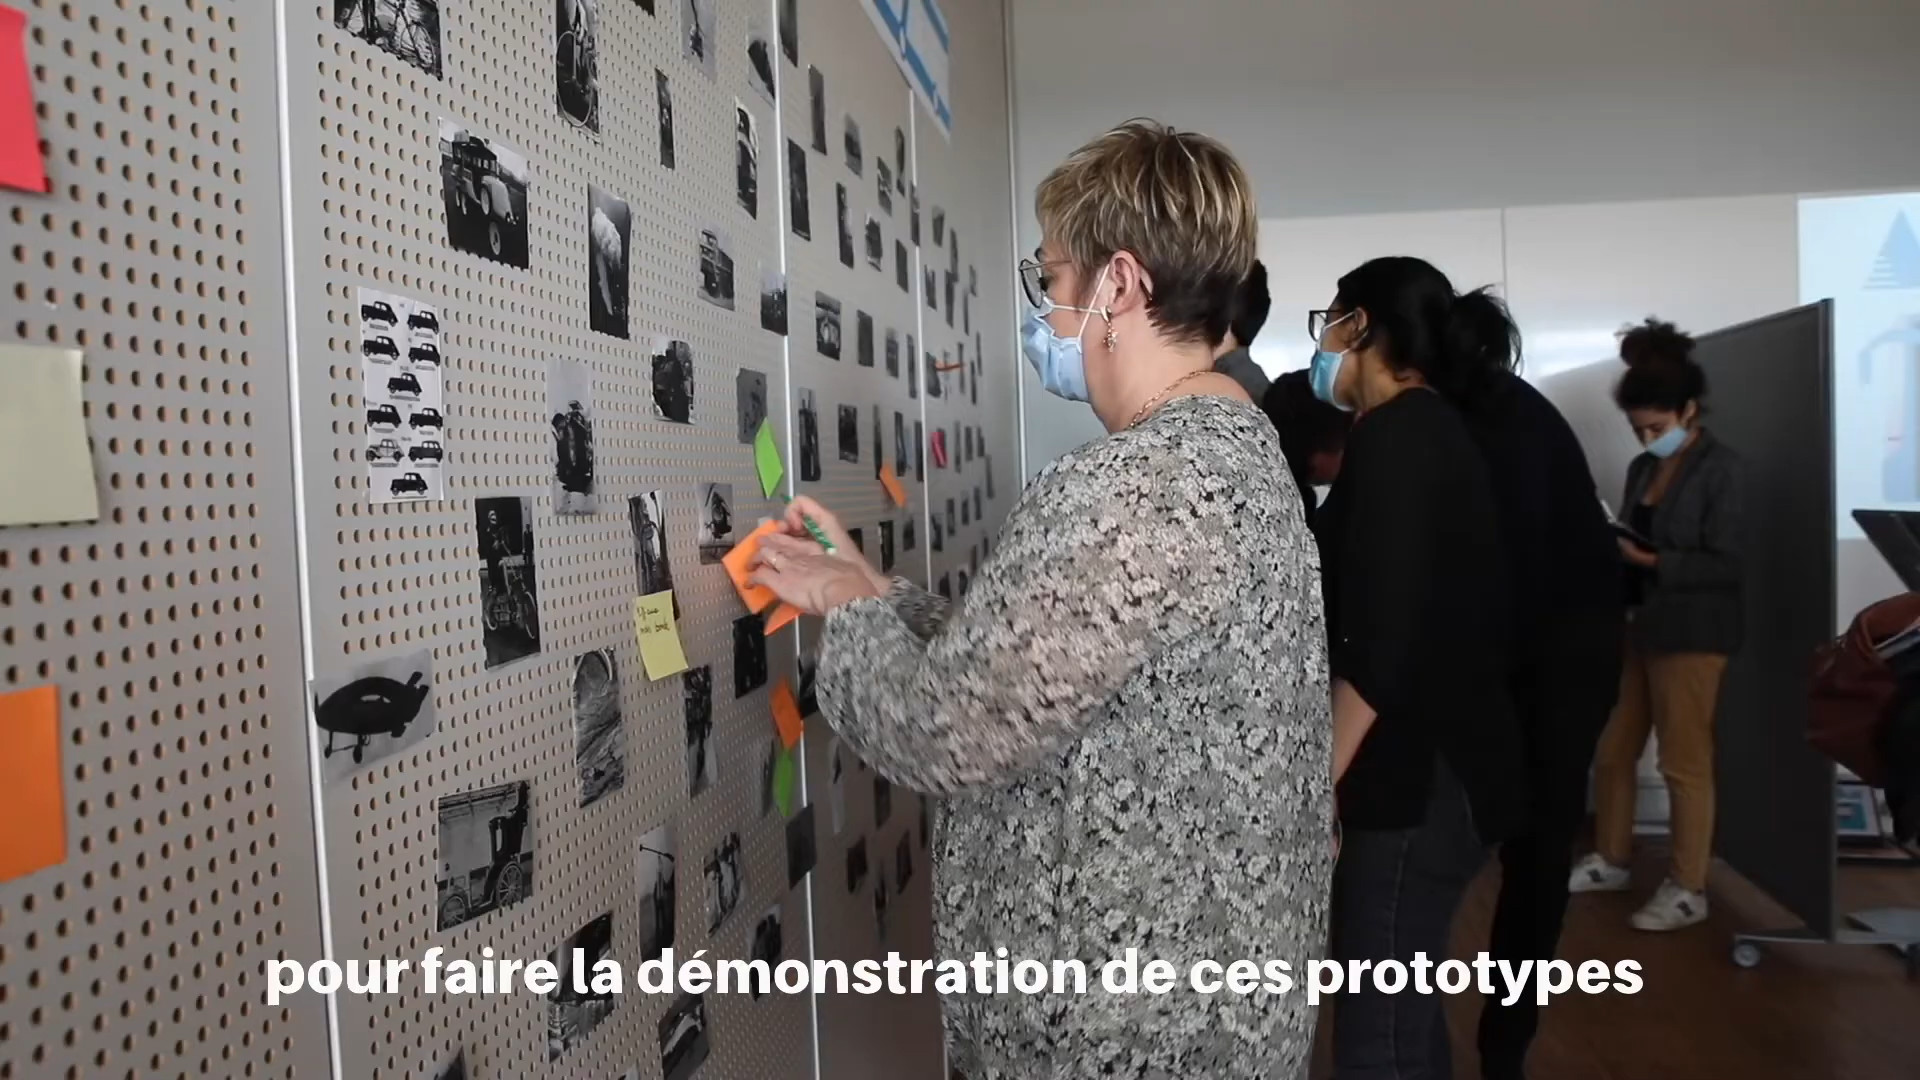 pour faire la démonstration de ces prototypes